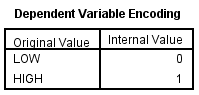 Dependent Variable Encoding
Original Value Internal Value
LOW 0
HIGH 1